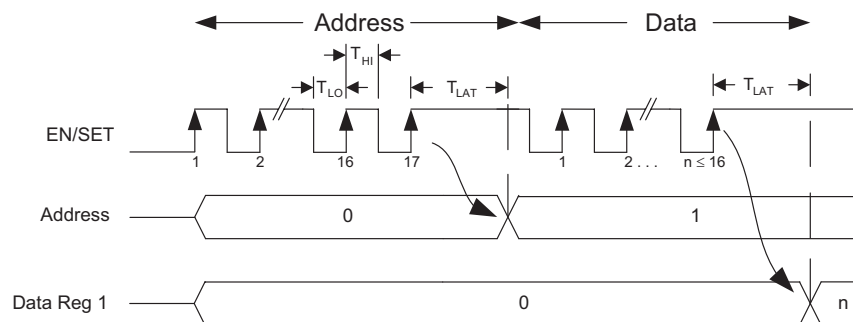 Address Data
T_HI
T_LO T_LAT T_LAT
EN/SET
1 2 16 17 1 2 . . . n ≤ 16
Address 0 1
Data Reg 1 0 n